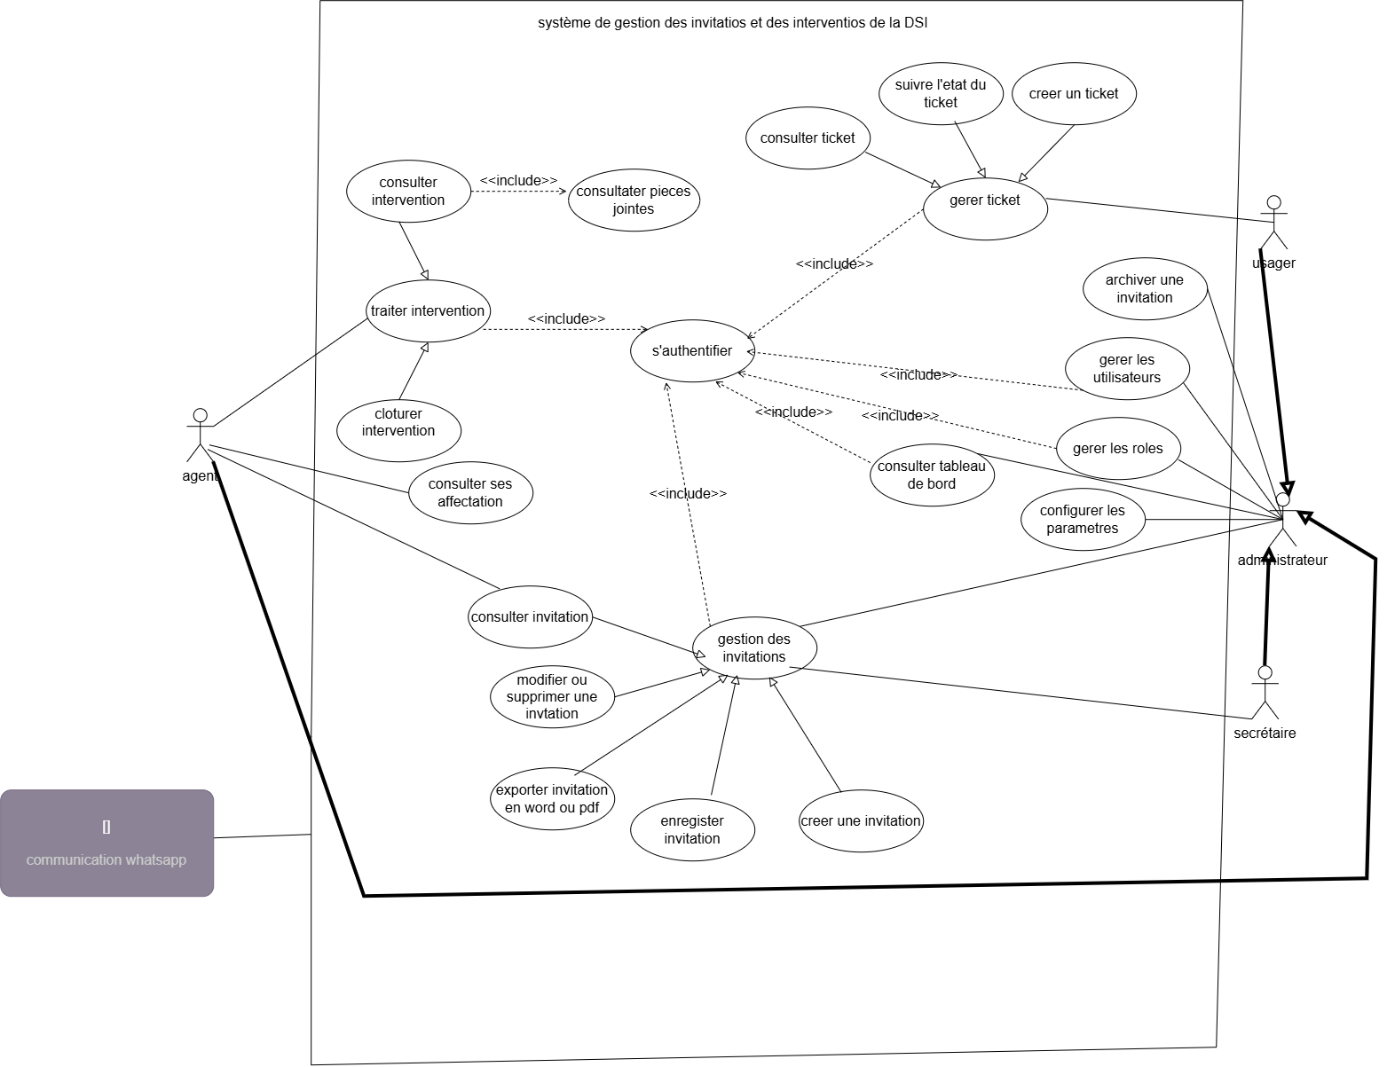 système de gestion des invitatios et des interventios de la DSI
suivre l'etat du
ticket
creer un ticket
consulter ticket
gerer ticket
consulter
intervention
<<include>>
consultater pieces
jointes
usager
<<include>>
archiver une
invitation
traiter intervention
<<include>>
s'authentifier
gerer les
utilisateurs
<<include>>
<<include>>
<<include>>
cloturer
intervention
gerer les roles
agent
consulter ses
affectation
consulter tableau
de bord
<<include>>
configurer les
parametres
administrateur
consulter invitation
gestion des
invitations
modifier ou
supprimer une
invtation
secrétaire
exporter invitation
en word ou pdf
enregister
invitation
creer une invitation
[]
communication whatsapp